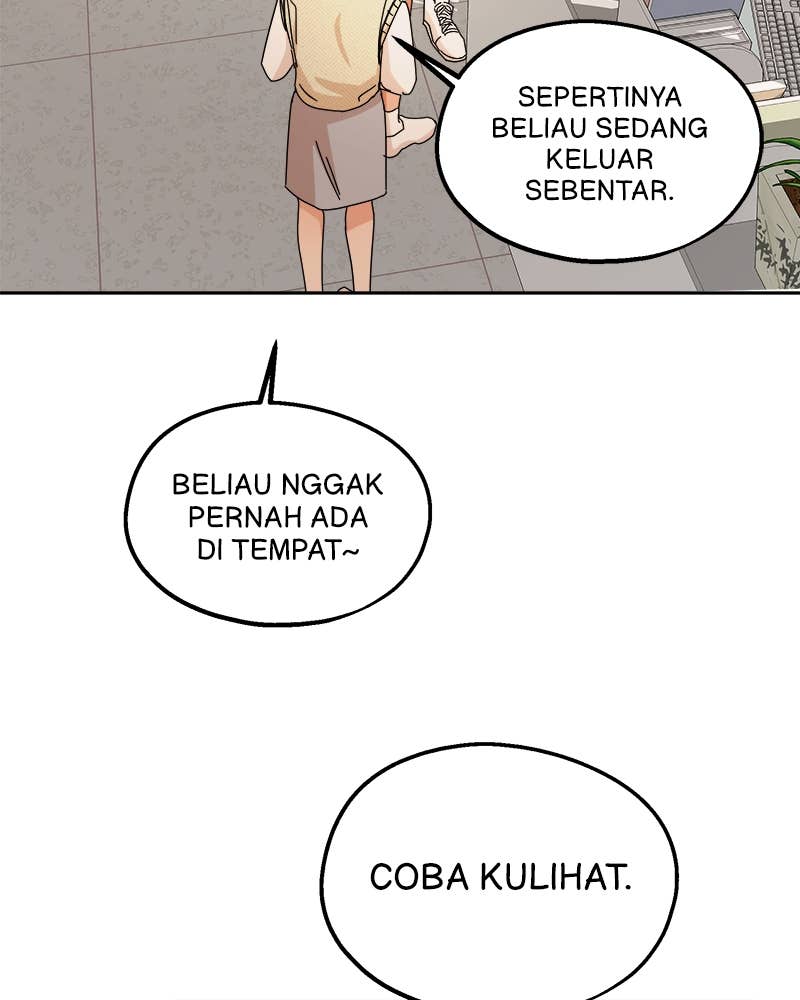 SEPERTINYA
BELIAU SEDANG
KELUAR
SEBENTAR.
BELIAU NGGAK
PERNAH ADA
DI TEMPAT~
COBA KULIHAT.